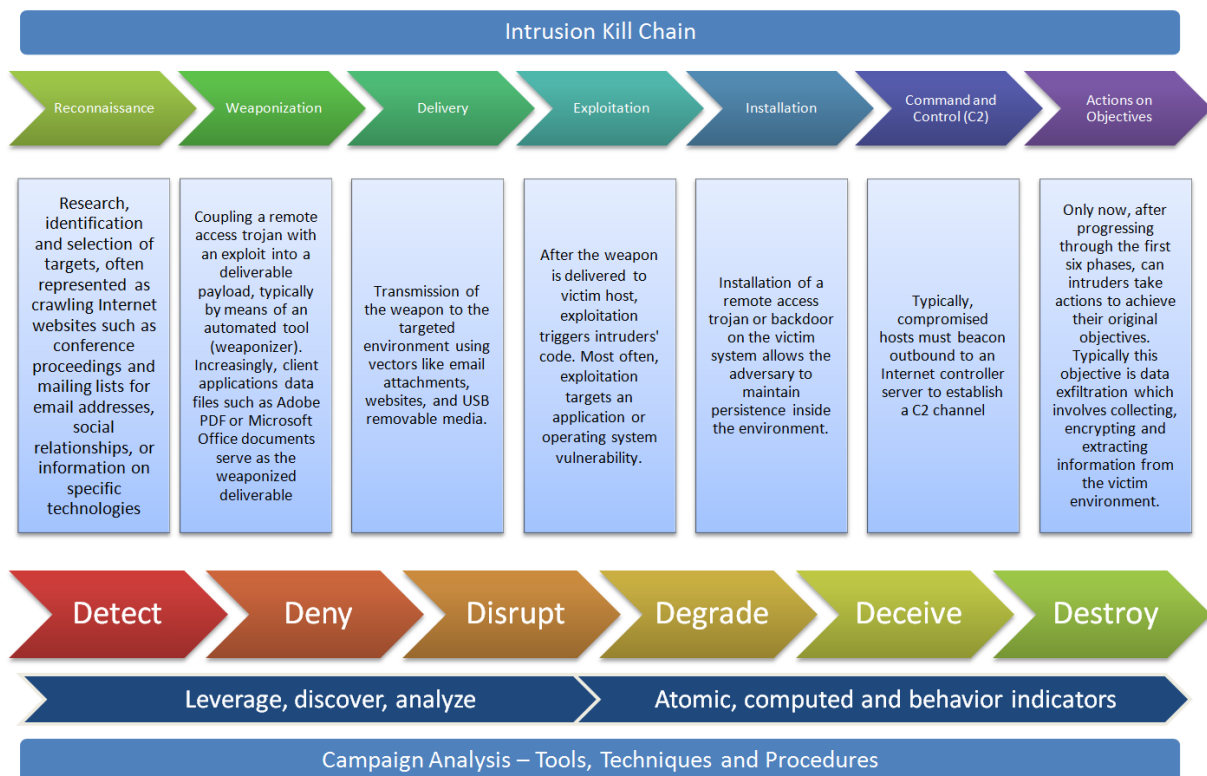 Intrusion Kill Chain
Reconnaissance
Weaponization
Delivery
Exploitation
Installation
Command and
Control (C2)
Actions on
Objectives
Research,
identification
and selection of
targets, often
represented as
crawling Internet
websites such as
conference
proceedings and
mailing lists for
email addresses,
social
relationships, or
information on
specific
technologies
Coupling a remote
access trojan with
an exploit into a
deliverable
payload, typically
by means of an
automated tool
(weaponizer).
Increasingly, client
applications data
files such as Adobe
PDF or Microsoft
Office documents
serve as the
weaponized
deliverable
Transmission of
the weapon to the
targeted
environment using
vectors like email
attachments,
websites, and USB
removable media.
After the weapon
is delivered to
victim host,
exploitation
triggers intruders'
code. Most often,
exploitation
targets an
application or
operating system
vulnerability.
Installation of a
remote access
trojan or backdoor
on the victim
system allows the
adversary to
maintain
persistence inside
the environment.
Typically,
compromised
hosts must beacon
outbound to an
Internet controller
server to establish
a C2 channel
Only now, after
progressing
through the first
six phases, can
intruders take
actions to achieve
their original
objectives.
Typically this
objective is data
exfiltration which
involves collecting,
encrypting and
extracting
information from
the victim
environment.
Detect
Deny
Disrupt
Degrade
Deceive
Destroy
Leverage, discover, analyze
Atomic, computed and behavior indicators
Campaign Analysis – Tools, Techniques and Procedures